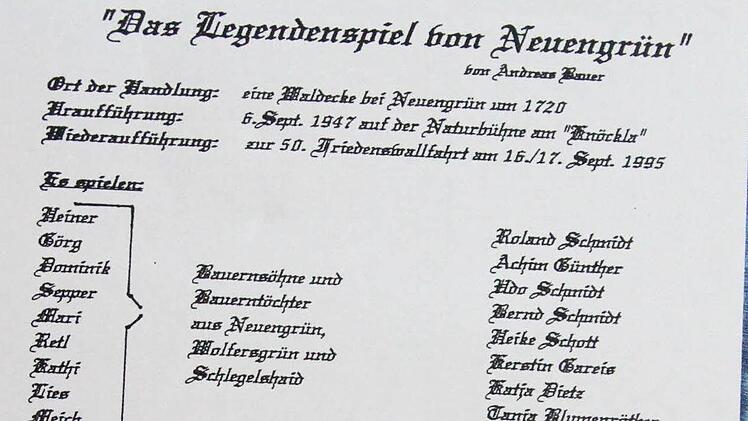 "Das Legendenspiel von Neuengrün"
von Andreas Bauer
Ort der Handlung: eine Waldecke bei Neuengrün um 1720
Uraufführung: 6.Sept. 1947 auf der Naturbühne am "Knöckla"
Wiederaufführung: zur 50. Friedenswallfahrt am 16./17. Sept. 1995
Es spielen:
Heiner
Görg
Dominik
Sepper
Mari
Retl
Kathi
Lies
Bauernsöhne und
Bauerntöchter
aus Neuengrün,
Wolfersgrün und
Schlegelshaid
Roland Schmidt
Achim Günther
Udo Schmidt
Bernd Schmidt
Heike Schott
Kerstin Gareis
Katja Dietz
Tanja Blumenröther